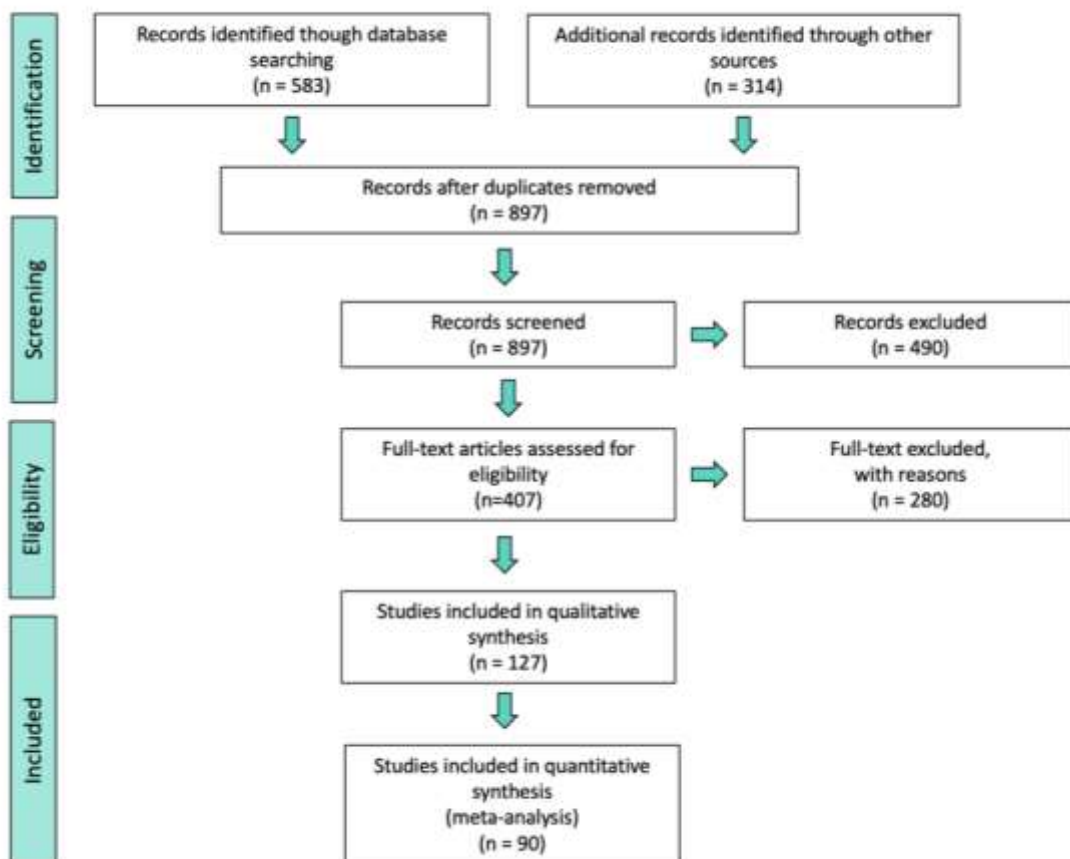 Identification
Records identified though database
searching
(n = 583)
Additional records identified through other
sources
(n = 314)
Records after duplicates removed
(n = 897)
Screening
Records screened
(n = 897)
Records excluded
(n = 490)
Eligibility
Full-text articles assessed for
eligibility
(n=407)
Full-text excluded,
with reasons
(n = 280)
Included
Studies included in qualitative
synthesis
(n = 127)
Studies included in quantitative
synthesis
(meta-analysis)
(n = 90)